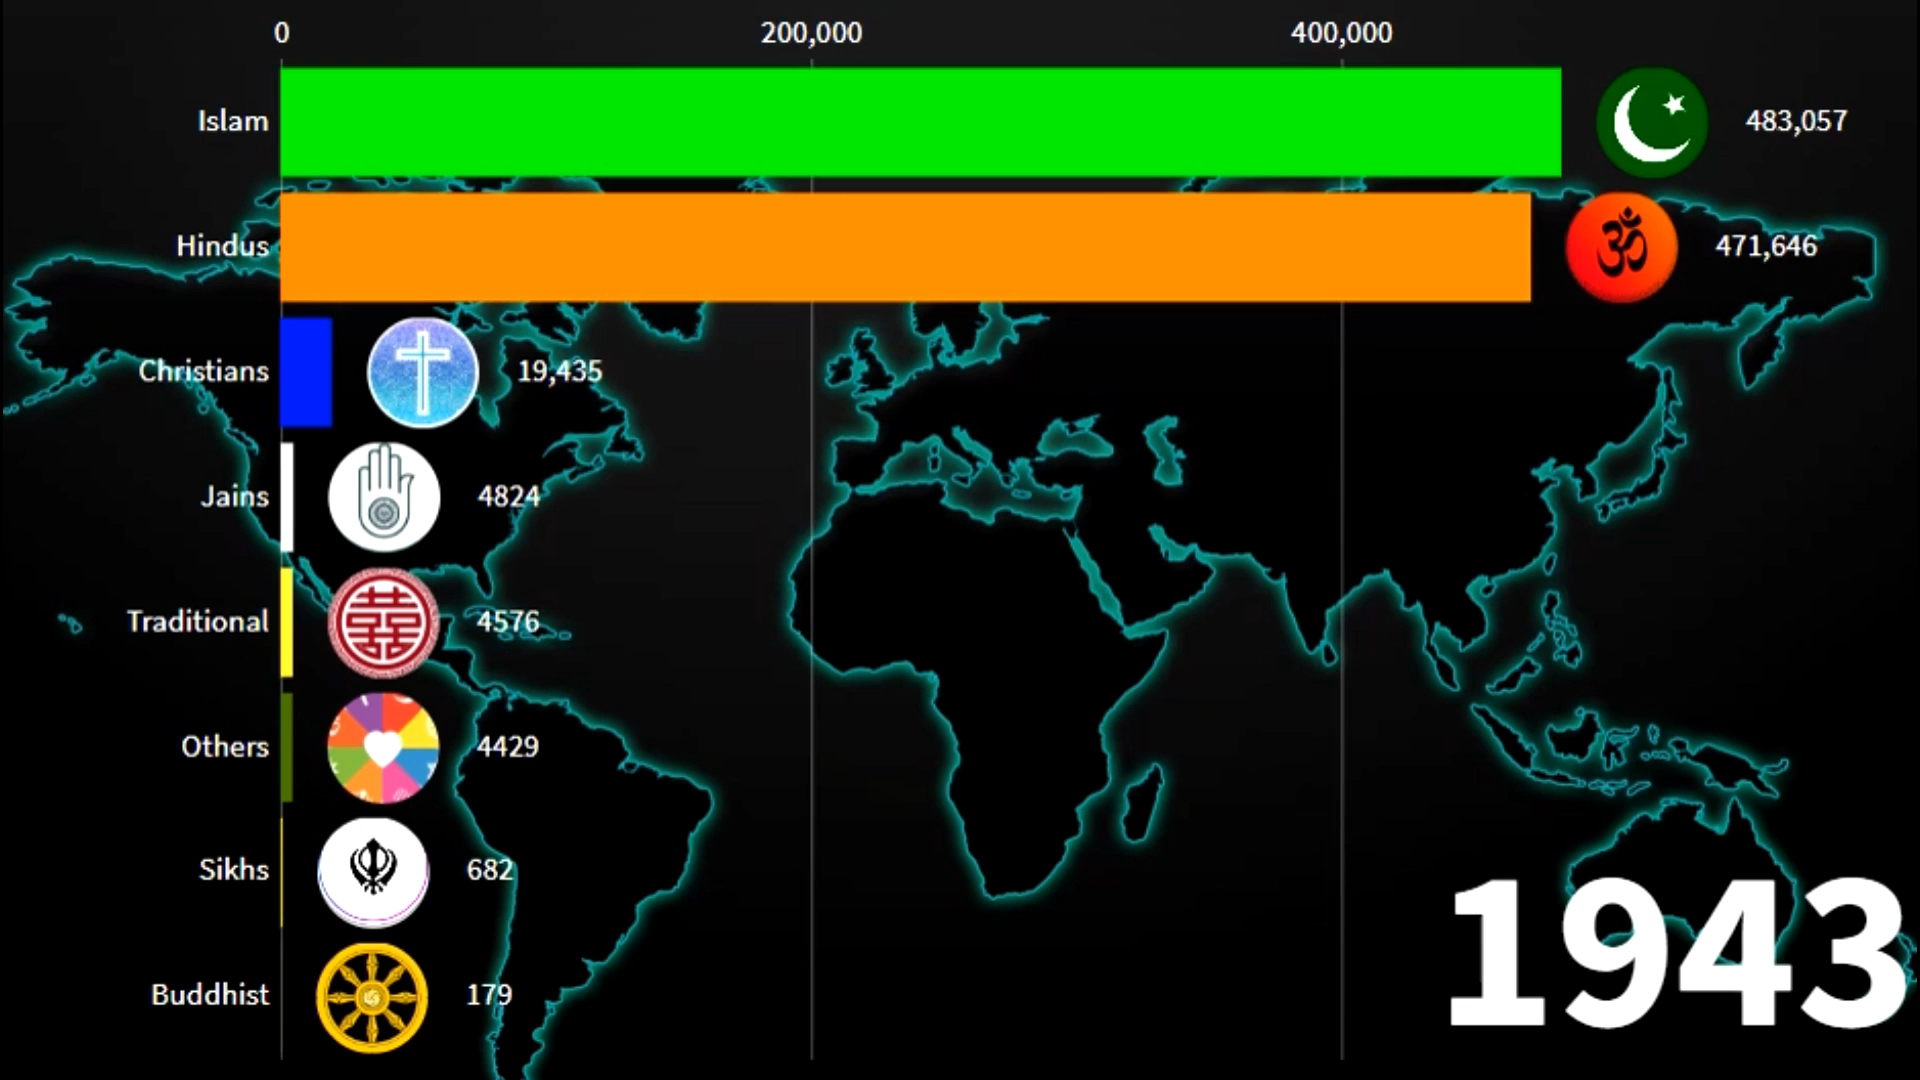 0 200,000 400,000
Islam 483,057
Hindus ॐ 471,646
Christians 19,435
Jains 4824
Traditional 囍 4576
Others 4429
Sikhs 682
Buddhist 179
1943